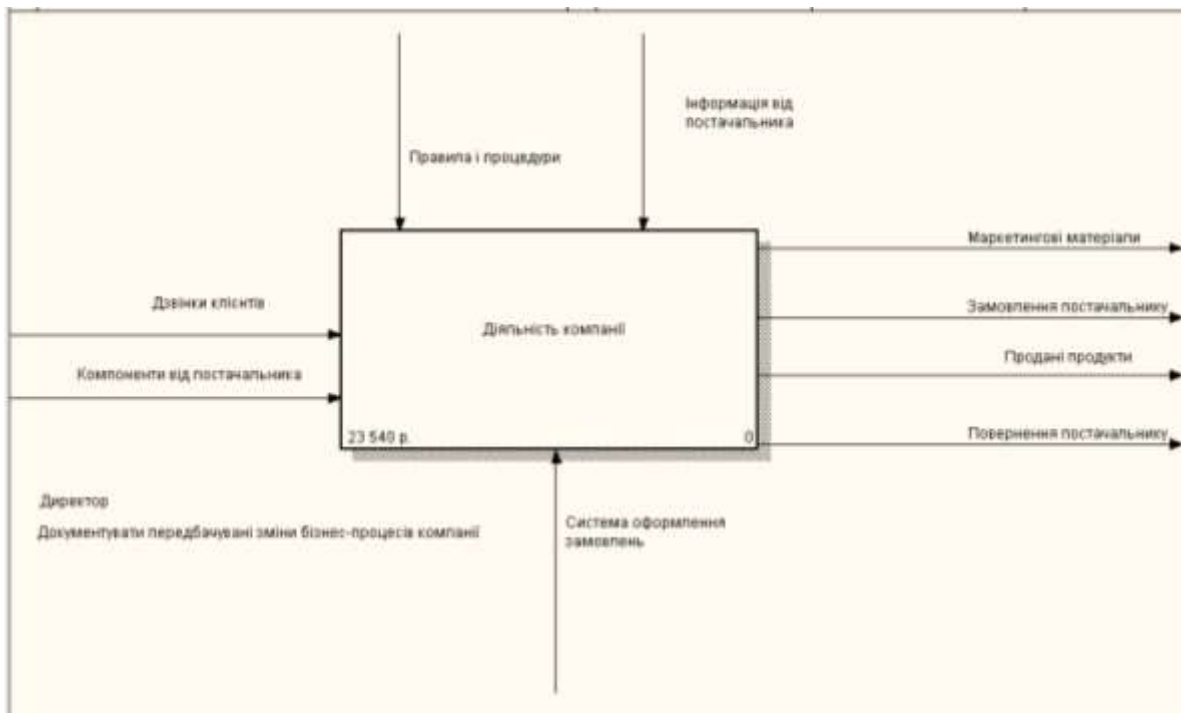 Інформація від
постачальника
Правила і процедури
Маркетингові матеріали
Дзвінки клієнтів
Замовлення постачальнику
Діяльність компанії
Продані продукти
Компоненти від постачальника
23 540 р.
0
Повернення постачальнику
Директор
Документувати передбачувані зміни бізнес-процесів компанії
Система оформлення
замовлень